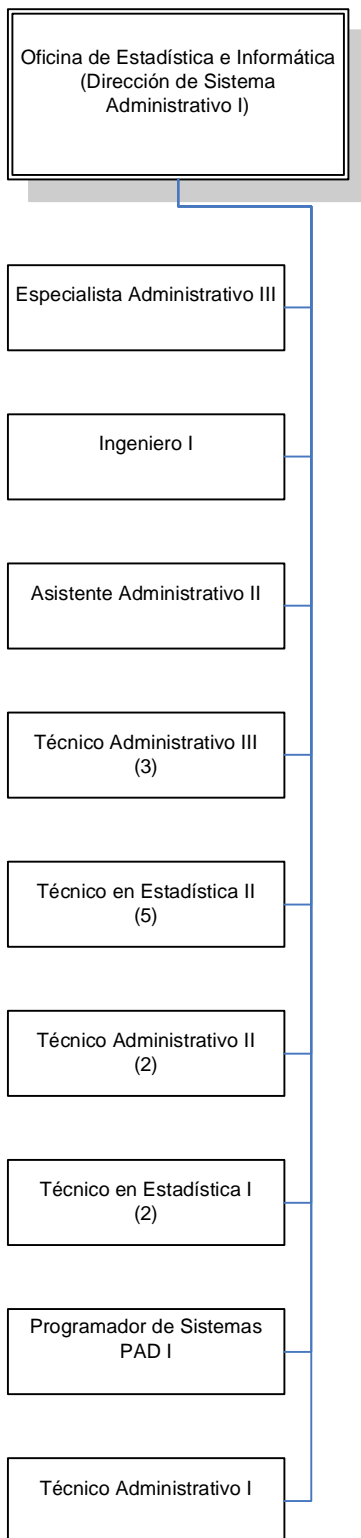 Oficina de Estadística e Informática
(Dirección de Sistema
Administrativo I)
Especialista Administrativo III
Ingeniero I
Asistente Administrativo II
Técnico Administrativo III
(3)
Técnico en Estadística II
(5)
Técnico Administrativo II
(2)
Técnico en Estadística I
(2)
Programador de Sistemas
PAD I
Técnico Administrativo I